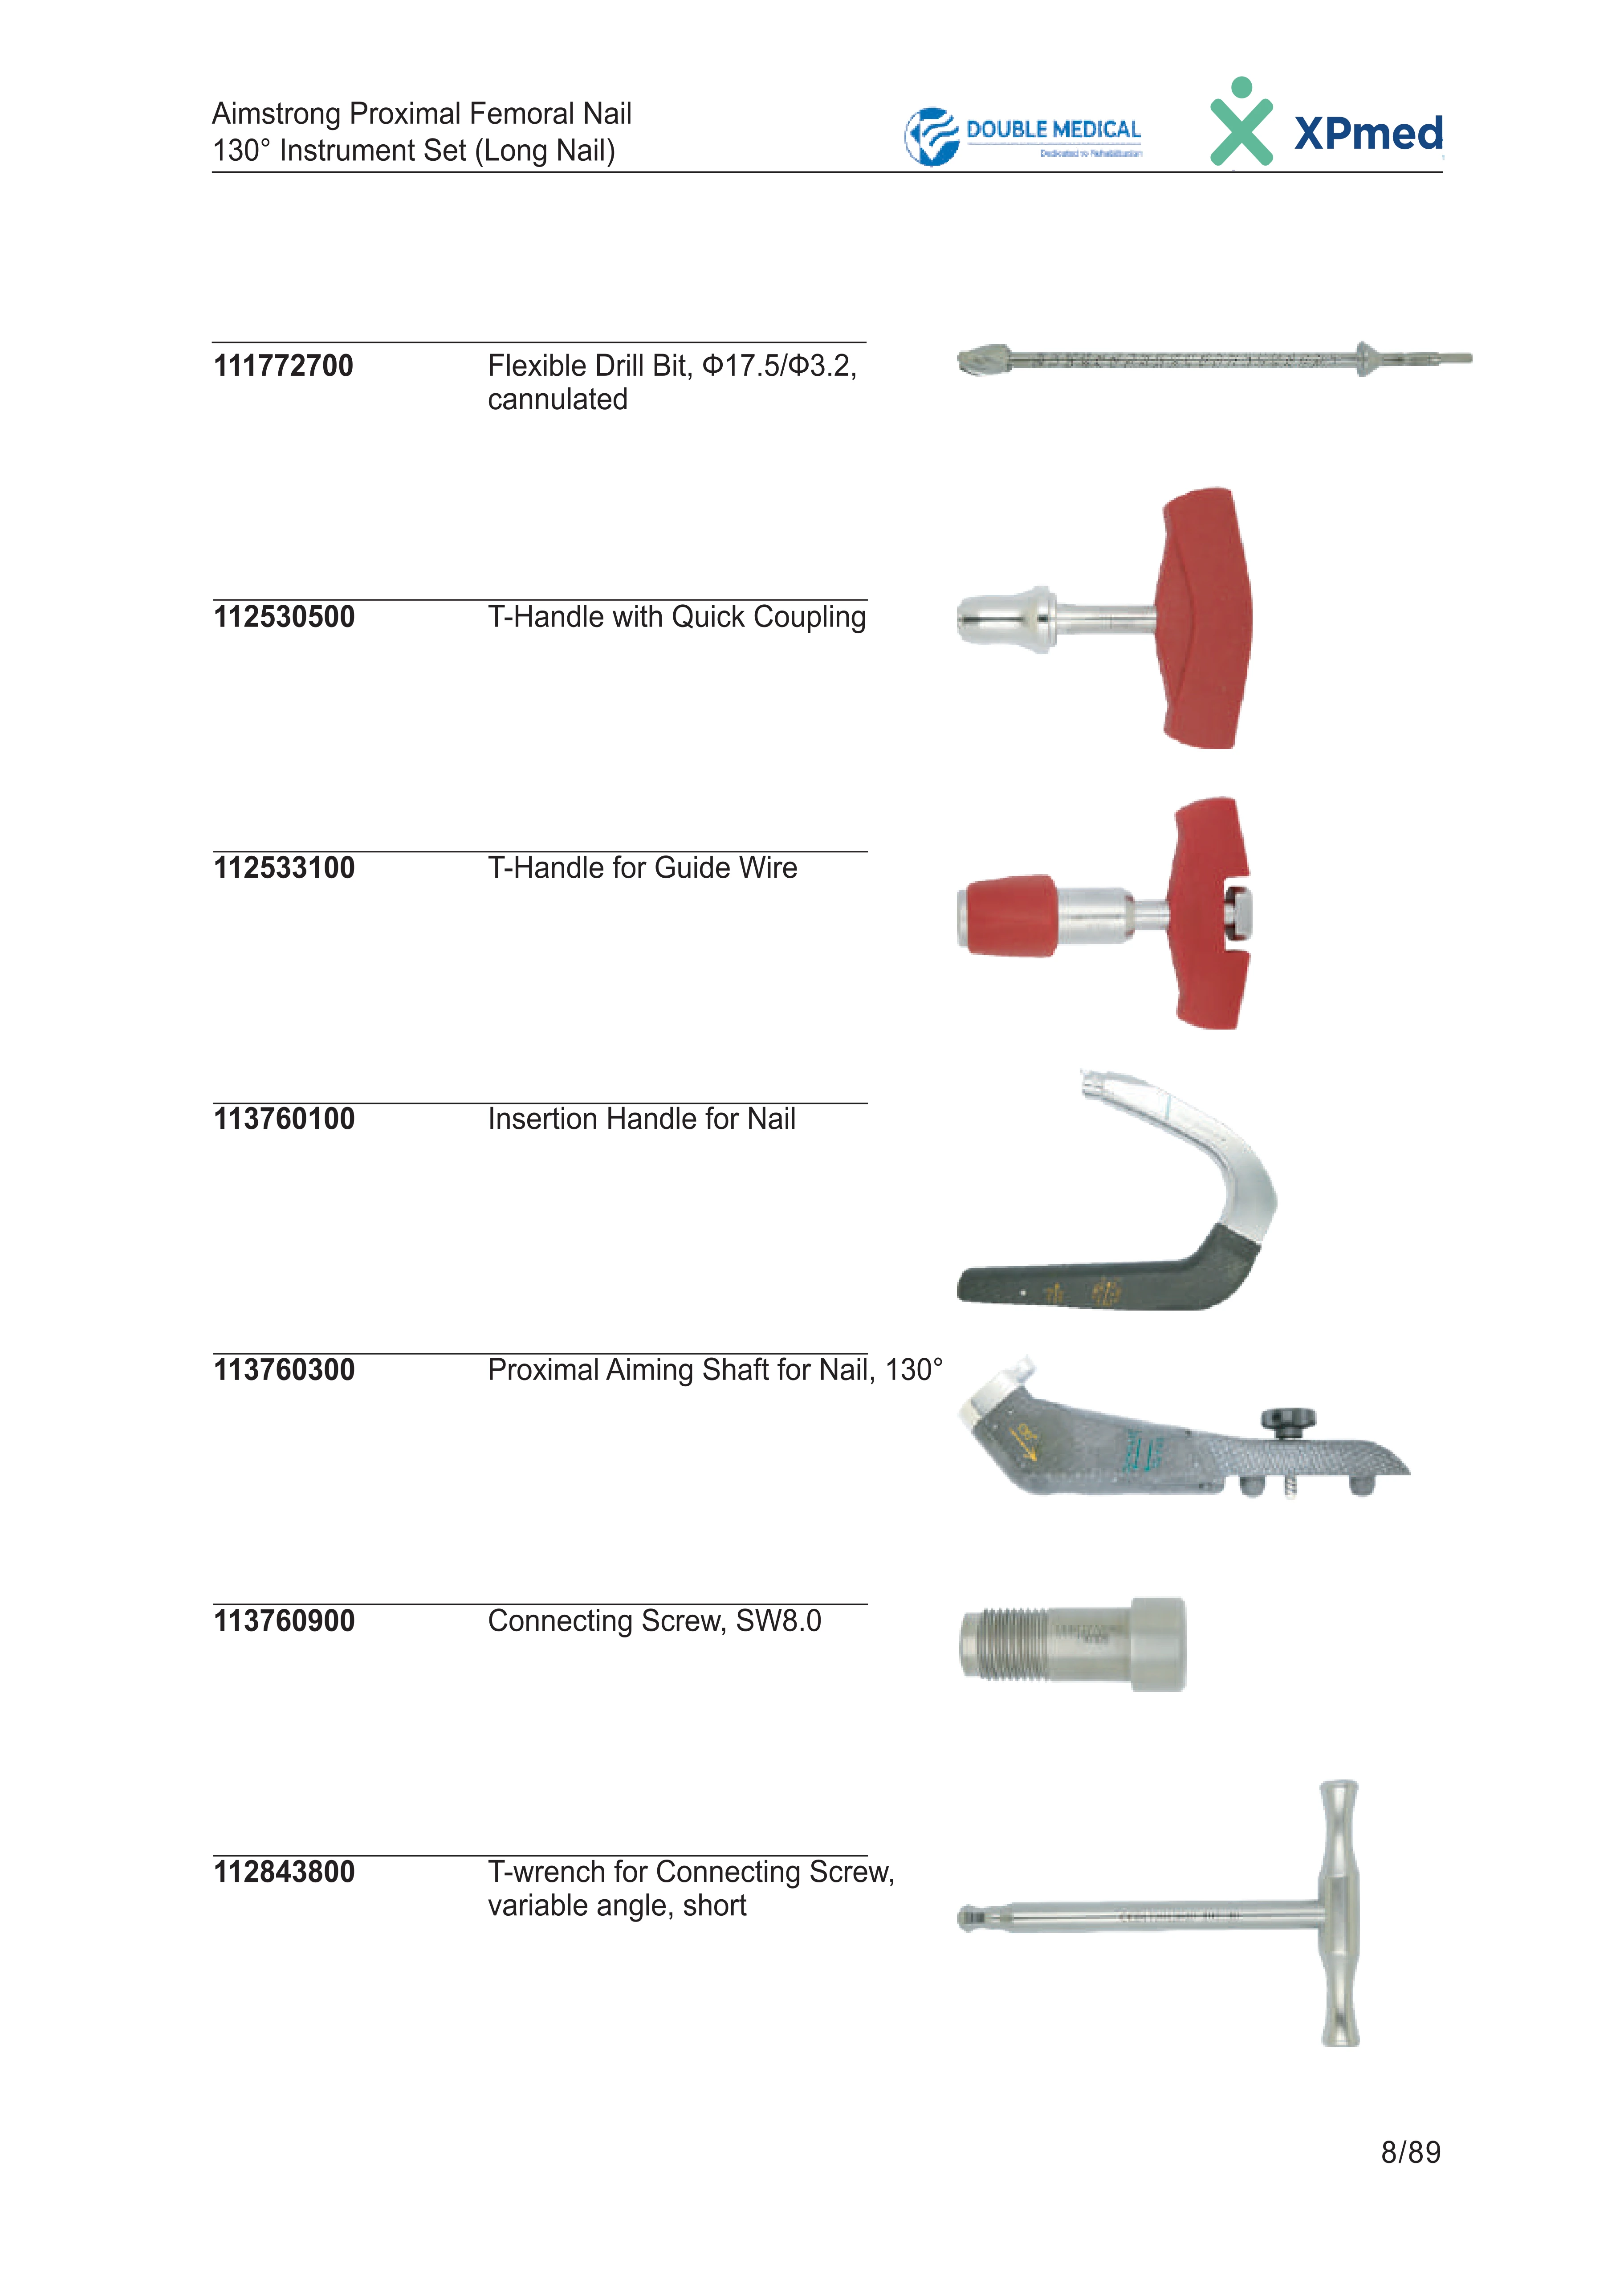 Aimstrong Proximal Femoral Nail
130° Instrument Set (Long Nail)
DOUBLE MEDICAL
Dedicated to Rehabilitation
XPmed
111772700 Flexible Drill Bit, Φ17.5/Φ3.2,
cannulated
112530500 T-Handle with Quick Coupling
112533100 T-Handle for Guide Wire
113760100 Insertion Handle for Nail
113760300 Proximal Aiming Shaft for Nail, 130°
113760900 Connecting Screw, SW8.0
112843800 T-wrench for Connecting Screw,
variable angle, short
8/89